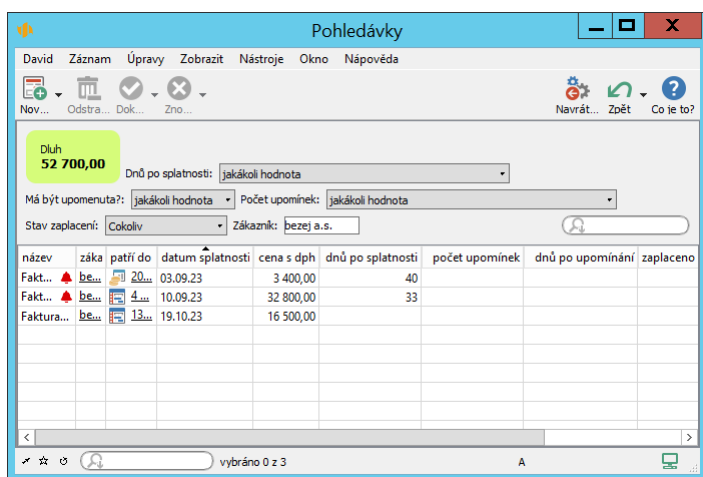 Pohledávky
David Záznam Úpravy Zobrazit Nástroje Okno Nápověda
Nov... Odstra... Dok... Zno... Navrát... Zpět Co je to?
Dluh
52 700,00
Dnů po splatnosti: jakákoli hodnota
Má být upomenuta?: jakákoli hodnota Počet upomínek: jakákoli hodnota
Stav zaplacení: Cokoliv Zákazník: bezej a.s.
název záka patří do datum splatnosti cena s dph dnů po splatnosti počet upomínek dnů po upomínání zaplaceno
Fakt... be... 20... 03.09.23 3 400,00 40
Fakt... be... 4 ... 10.09.23 32 800,00 33
Faktura... be... 13... 19.10.23 16 500,00
vybráno 0 z 3 A